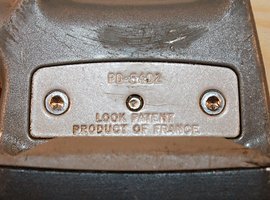 PD-6402
LOOK PATENT
PRODUCT OF FRANCE